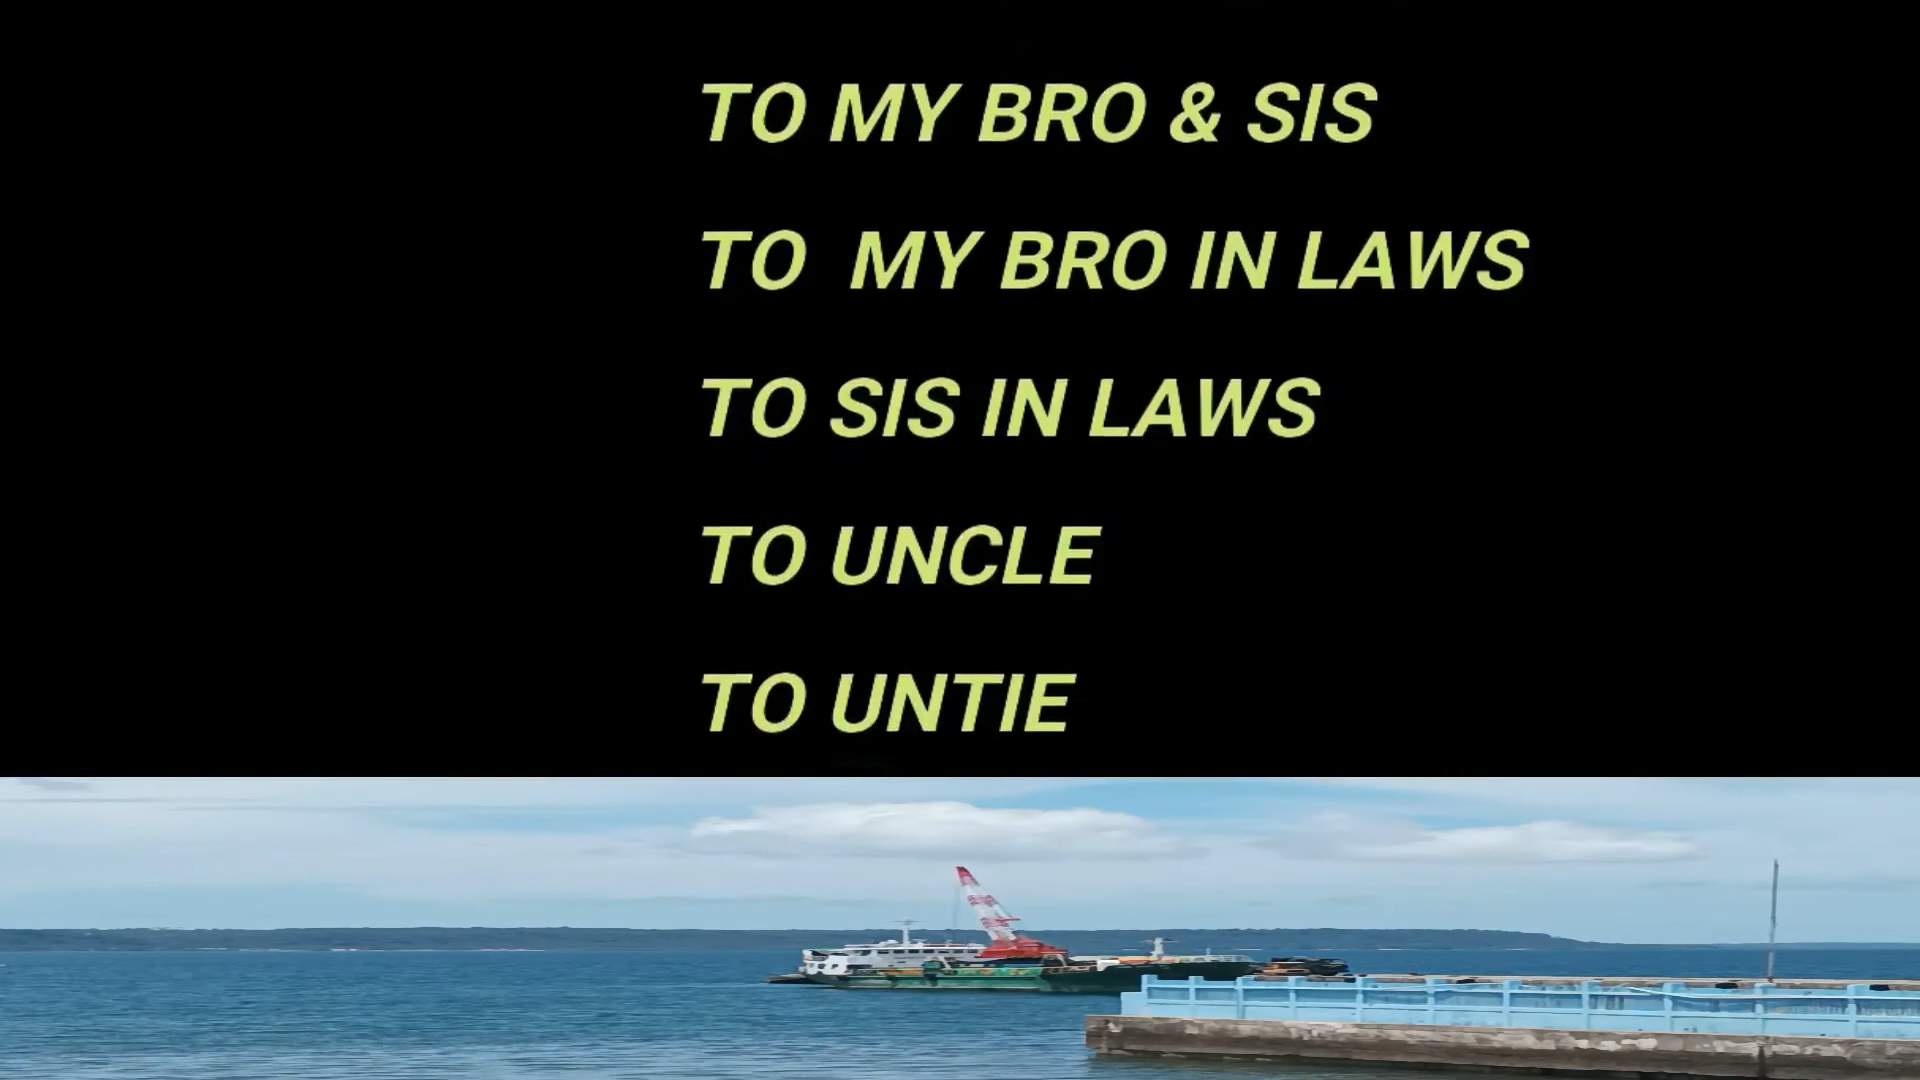 TO MY BRO & SIS
TO MY BRO IN LAWS
TO SIS IN LAWS
TO UNCLE
TO UNTIE